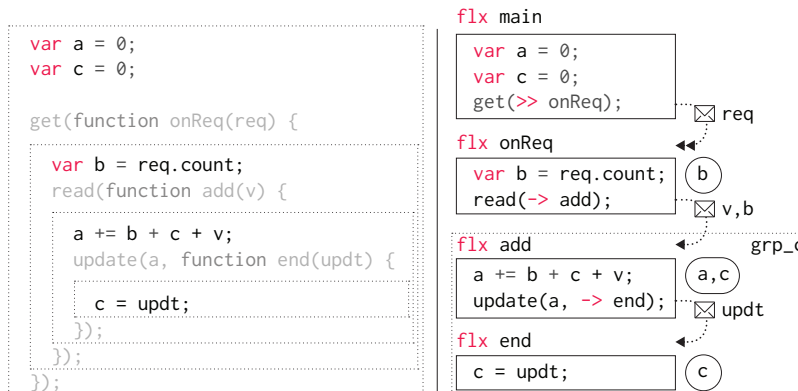 var a = 0;
var c = 0;
get(function onReq(req) {
var b = req.count;
read(function add(v) {
a += b + c + v;
update(a, function end(updt) {
c = updt;
});
});
});
flx main
var a = 0;
var c = 0;
get(>> onReq);
req
flx onReq
var b = req.count;
read(-> add);
b
v,b
flx add
grp_c
a += b + c + v;
update(a, -> end);
a,c
updt
flx end
c = updt;
c